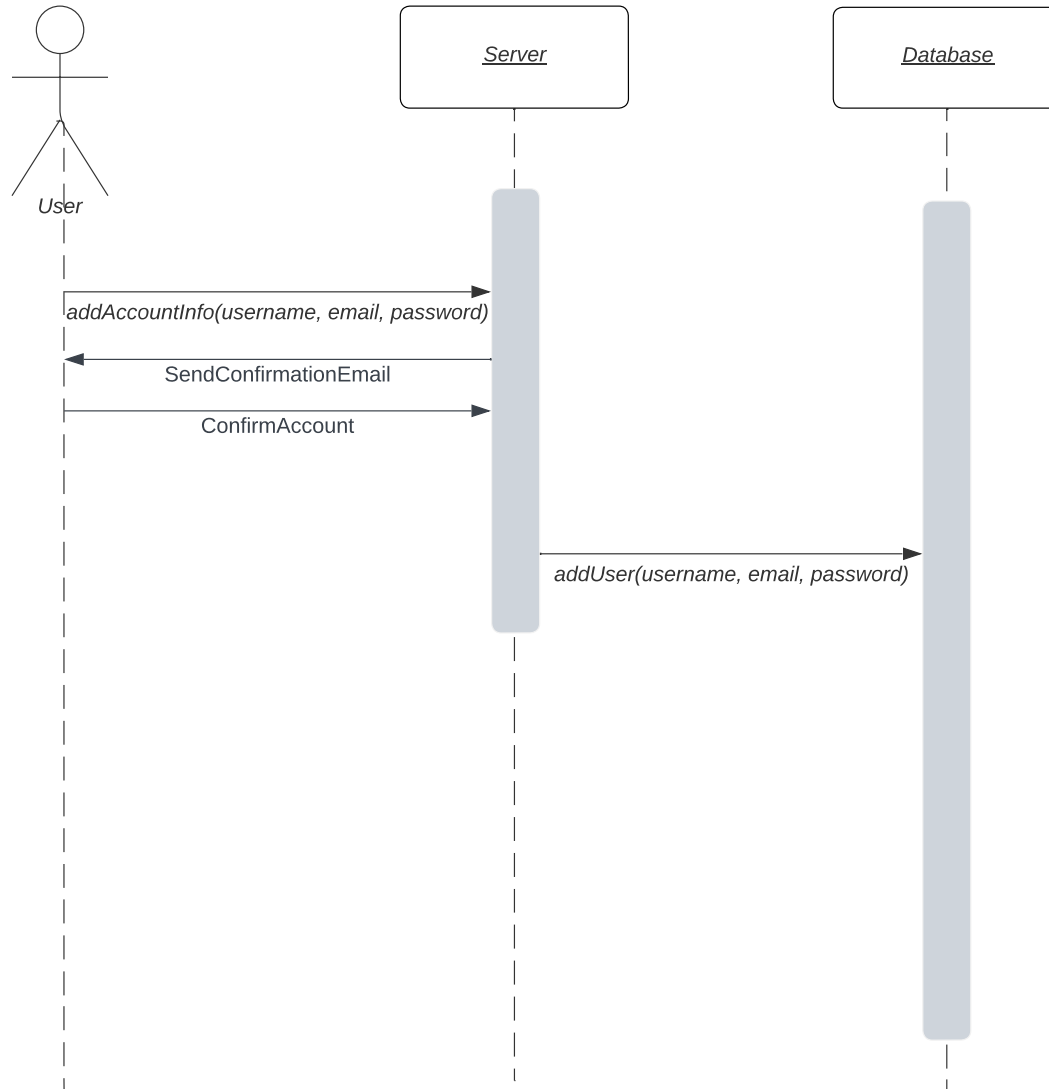 Server
Database
User
addAccountInfo(username, email, password)
SendConfirmationEmail
ConfirmAccount
addUser(username, email, password)